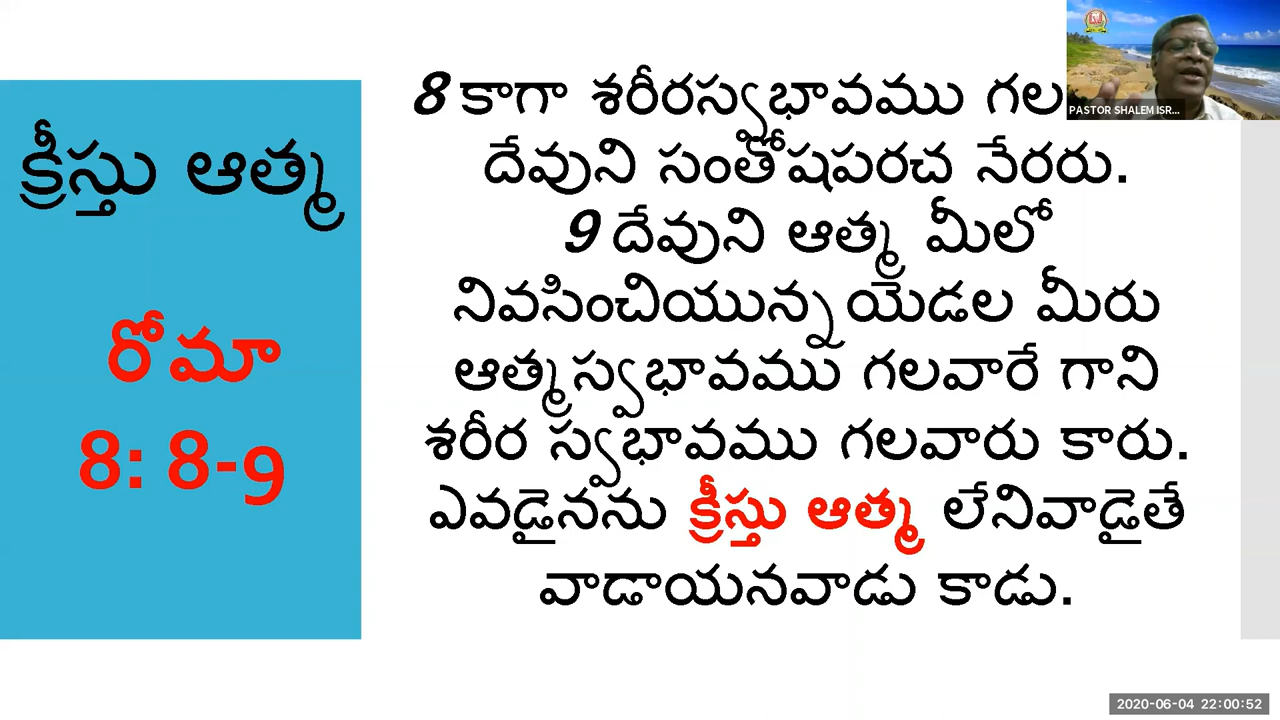 క్రీస్తు ఆత్మ
రోమా
8: 8-9
8 కాగా శరీరస్వభావము గల
దేవుని సంతోషపరచ నేరరు.
9 దేవుని ఆత్మ మీలో
నివసించియున్న యెడల మీరు
ఆత్మస్వభావము గలవారే గాని
శరీర స్వభావము గలవారు కారు.
ఎవడైనను క్రీస్తు ఆత్మ లేనివాడైతే
వాడాయనవాడు కాడు.
PASTOR SHALEM ISR...
2020-06-04 22:00:52